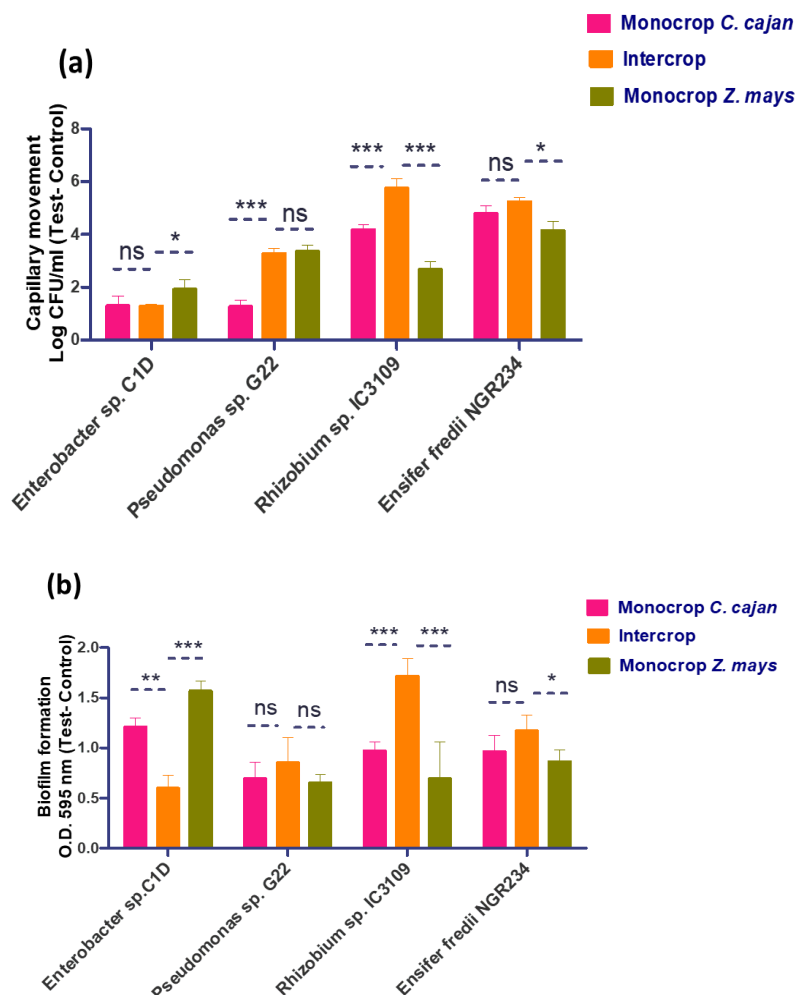 Monocrop C. cajan
Intercrop
Monocrop Z. mays
(a)
Capillary movement
Log CFU/ml (Test- Control)
8
6
4
2
0
ns
*
***
ns
***
***
ns
*
Enterobacter sp. C1D
Pseudomonas sp. G22
Rhizobium sp. IC3109
Ensifer fredii NGR234
(b)
Monocrop C. cajan
Intercrop
Monocrop Z. mays
Biofilm formation
O.D. 595 nm (Test- Control)
2.0
1.5
1.0
0.5
0.0
**
***
ns
ns
***
***
ns
*
Enterobacter sp.C1D
Pseudomonas sp. G22
Rhizobium sp. IC3109
Ensifer fredii NGR234